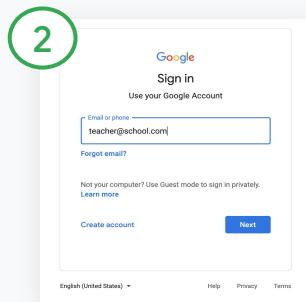 2
Google
Sign in
Use your Google Account
Email or phone
teacher@school.com
Forgot email?
Not your computer? Use Guest mode to sign in privately.
Learn more
Create account Next
English (United States) Help Privacy Terms